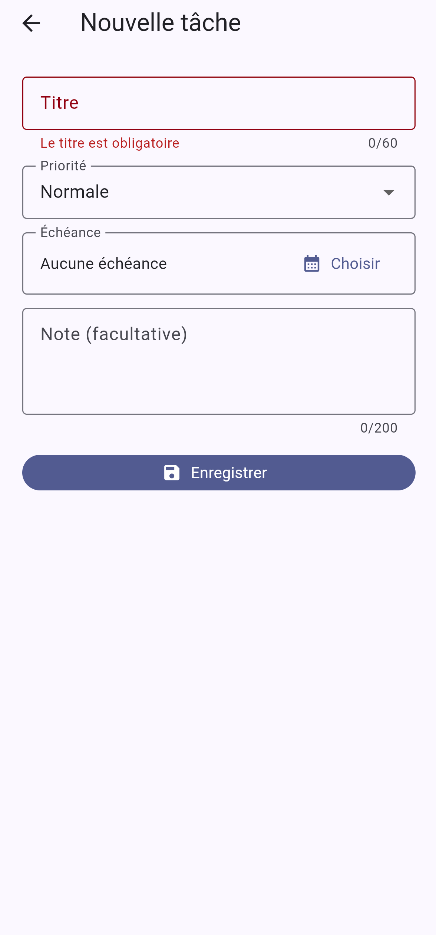 Nouvelle tâche
Titre
Le titre est obligatoire
0/60
Priorité
Normale
Échéance
Aucune échéance
Choisir
Note (facultative)
0/200
Enregistrer